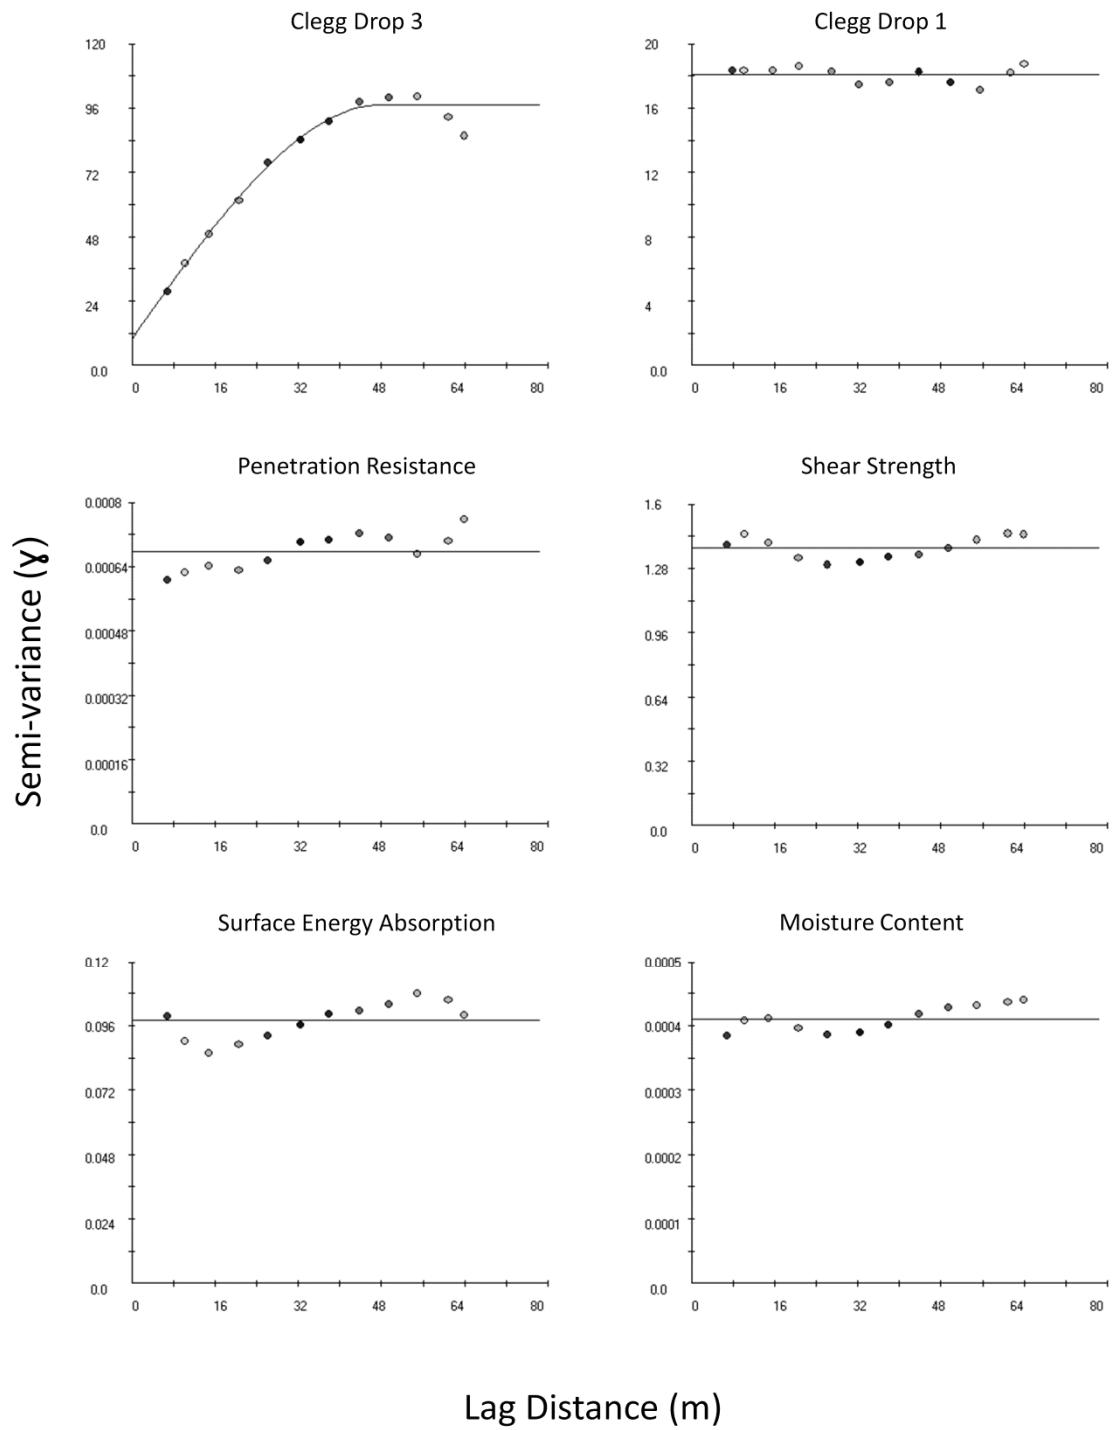 Clegg Drop 3
120
96
72
48
24
0.0
0 16 32 48 64 80
Clegg Drop 1
20
16
12
8
4
0.0
0 16 32 48 64 80
Semi-variance (ɣ)
Penetration Resistance
0.0008
0.00064
0.00048
0.00032
0.00016
0.0
0 16 32 48 64 80
Shear Strength
1.6
1.28
0.96
0.64
0.32
0.0
0 16 32 48 64 80
Surface Energy Absorption
0.12
0.096
0.072
0.048
0.024
0.0
0 16 32 48 64 80
Moisture Content
0.0005
0.0004
0.0003
0.0002
0.0001
0.0
0 16 32 48 64 80
Lag Distance (m)